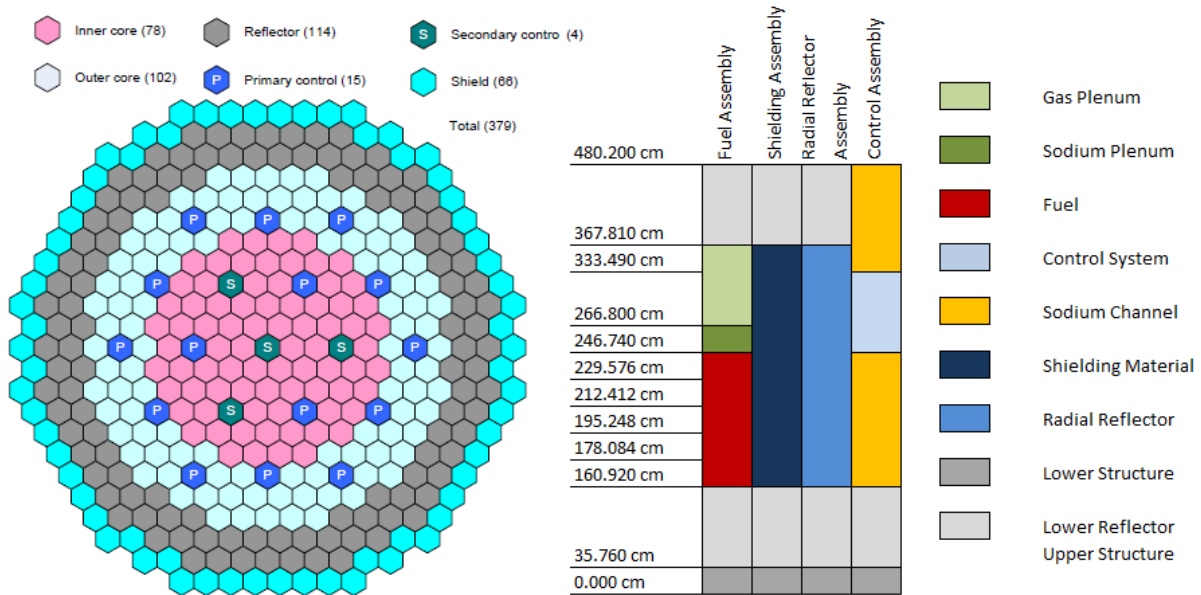 Inner core (78)
Reflector (114)
S Secondary contro (4)
Outer core (102)
P Primary control (15)
Shield (66)
Total (379)
P P P
P S P P
P P S S P
P S P P
P P P
Fuel Assembly
Shielding Assembly
Radial Reflector
Assembly
Control Assembly
480.200 cm
367.810 cm
333.490 cm
266.800 cm
246.740 cm
229.576 cm
212.412 cm
195.248 cm
178.084 cm
160.920 cm
35.760 cm
0.000 cm
Gas Plenum
Sodium Plenum
Fuel
Control System
Sodium Channel
Shielding Material
Radial Reflector
Lower Structure
Lower Reflector
Upper Structure